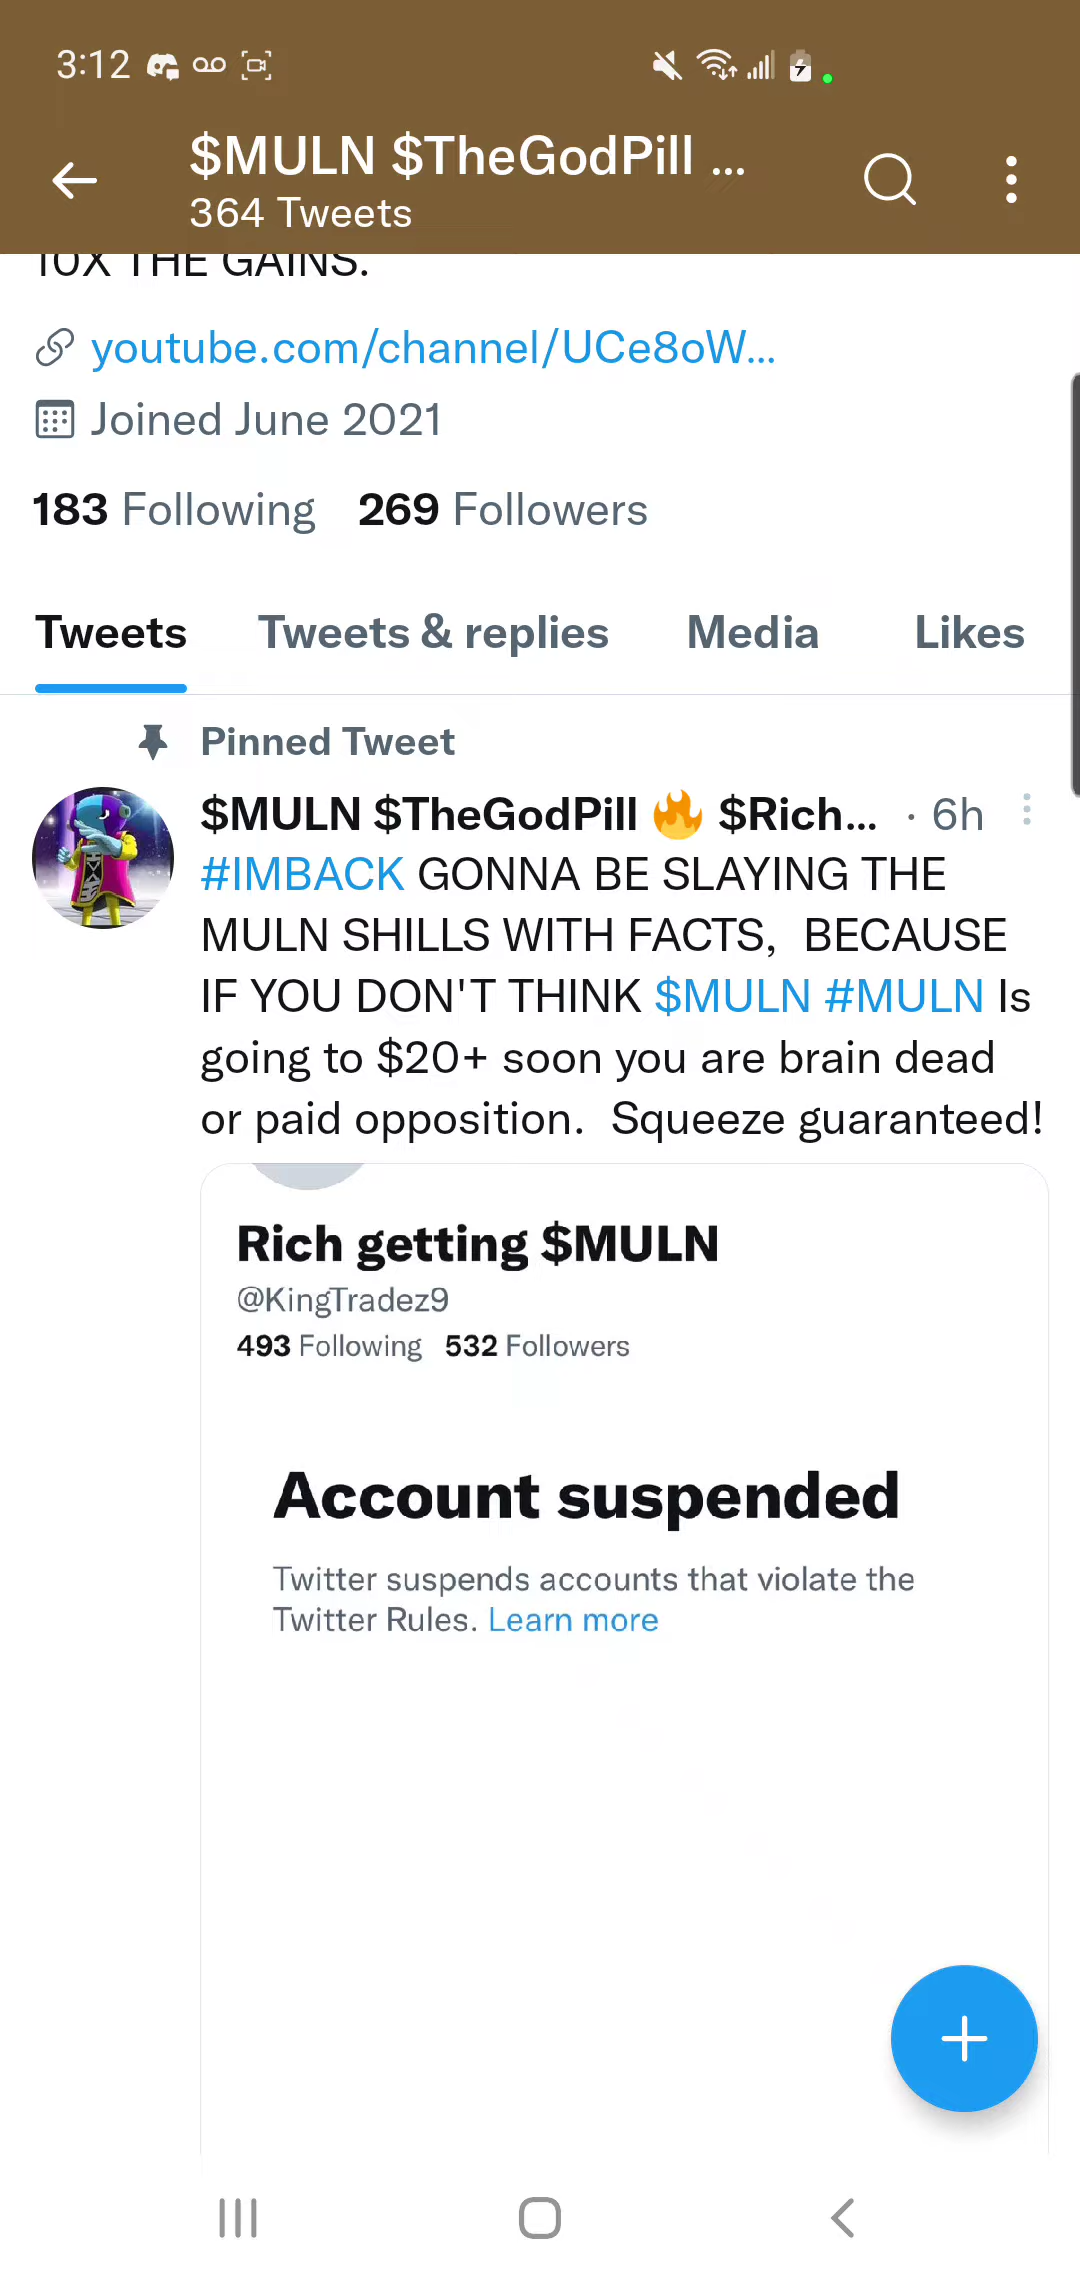 3:12
$MULN $TheGodPill ...
364 Tweets
10X THE GAINS.
youtube.com/channel/UCe8oW...
Joined June 2021
183 Following 269 Followers
Tweets Tweets & replies Media Likes
Pinned Tweet
$MULN $TheGodPill 🔥 $Rich... · 6h
#IMBACK GONNA BE SLAYING THE
MULN SHILLS WITH FACTS, BECAUSE
IF YOU DON'T THINK $MULN #MULN Is
going to $20+ soon you are brain dead
or paid opposition. Squeeze guaranteed!
Rich getting $MULN
@KingTradez9
493 Following 532 Followers
Account suspended
Twitter suspends accounts that violate the
Twitter Rules. Learn more